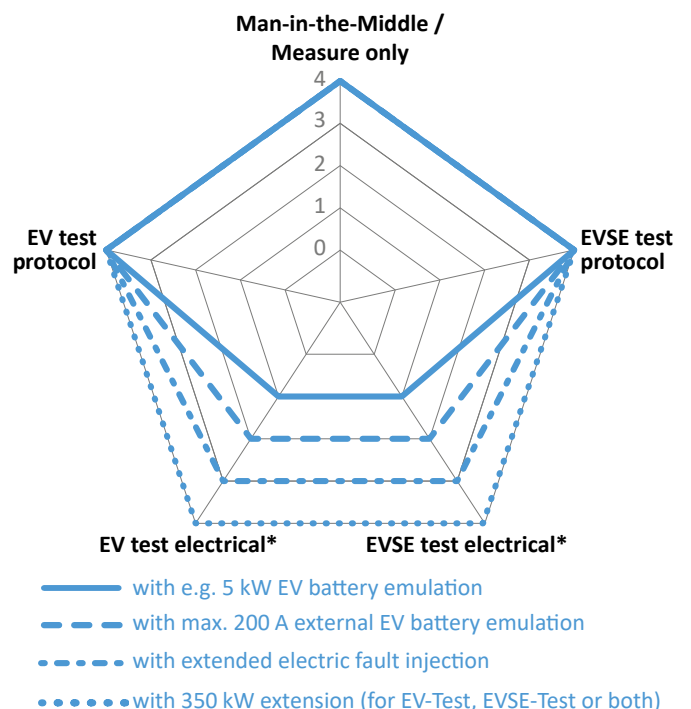 Man-in-the-Middle /
Measure only
4
3
2
1
0
EV test
protocol
EVSE test
protocol
EV test electrical*
EVSE test electrical*
with e.g. 5 kW EV battery emulation
with max. 200 A external EV battery emulation
with extended electric fault injection
with 350 kW extension (for EV-Test, EVSE-Test or both)